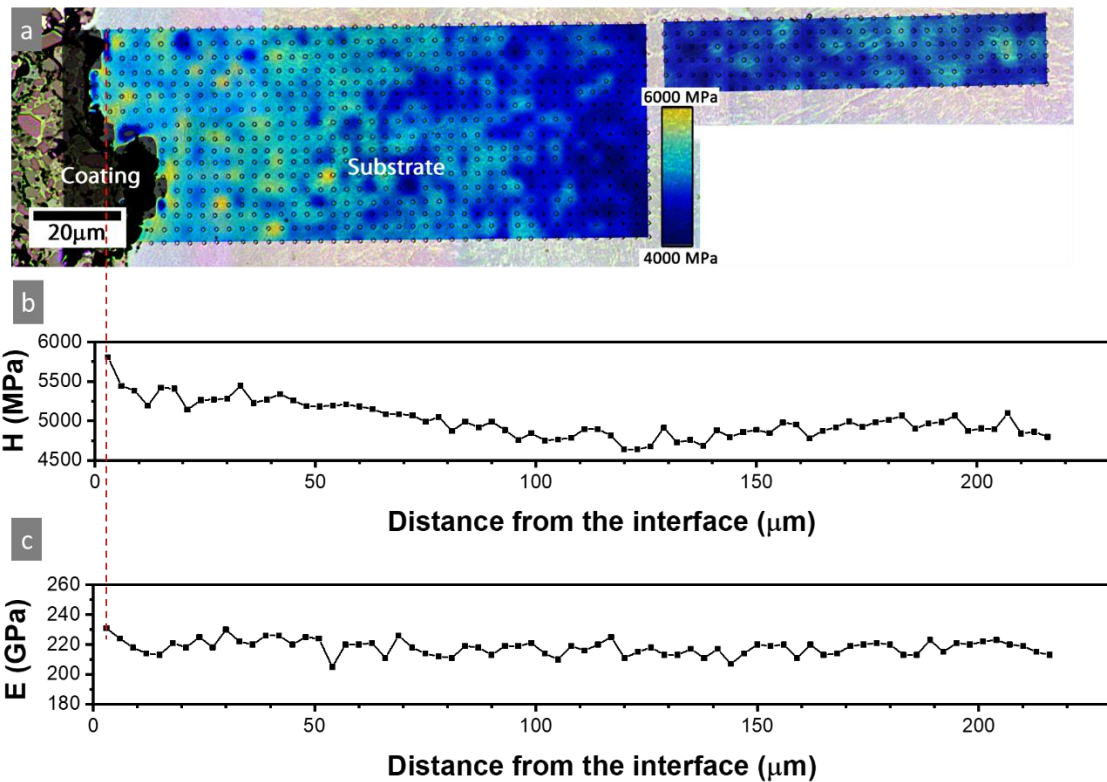 a
6000 MPa
Coating
Substrate
20μm
4000 MPa
b
6000
5500
5000
4500
H (MPa)
0
50
100
150
200
Distance from the interface (μm)
c
260
240
220
200
180
E (GPa)
0
50
100
150
200
Distance from the interface (μm)